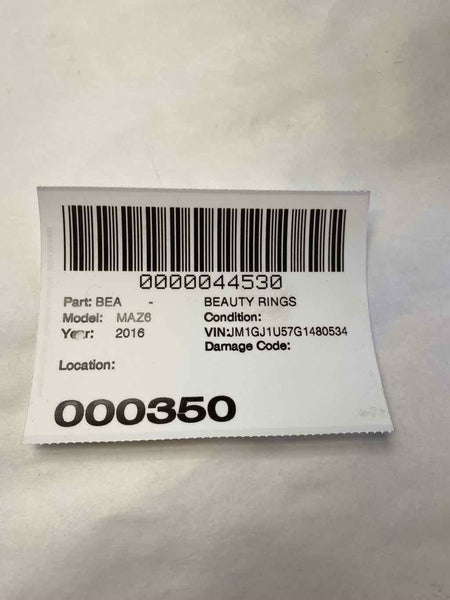 0000044530
Part: BEA - BEAUTY RINGS
Model: MAZ6 Condition:
Year: 2016 VIN:JM1GJ1U57G1480534
Damage Code:
Location:
000350